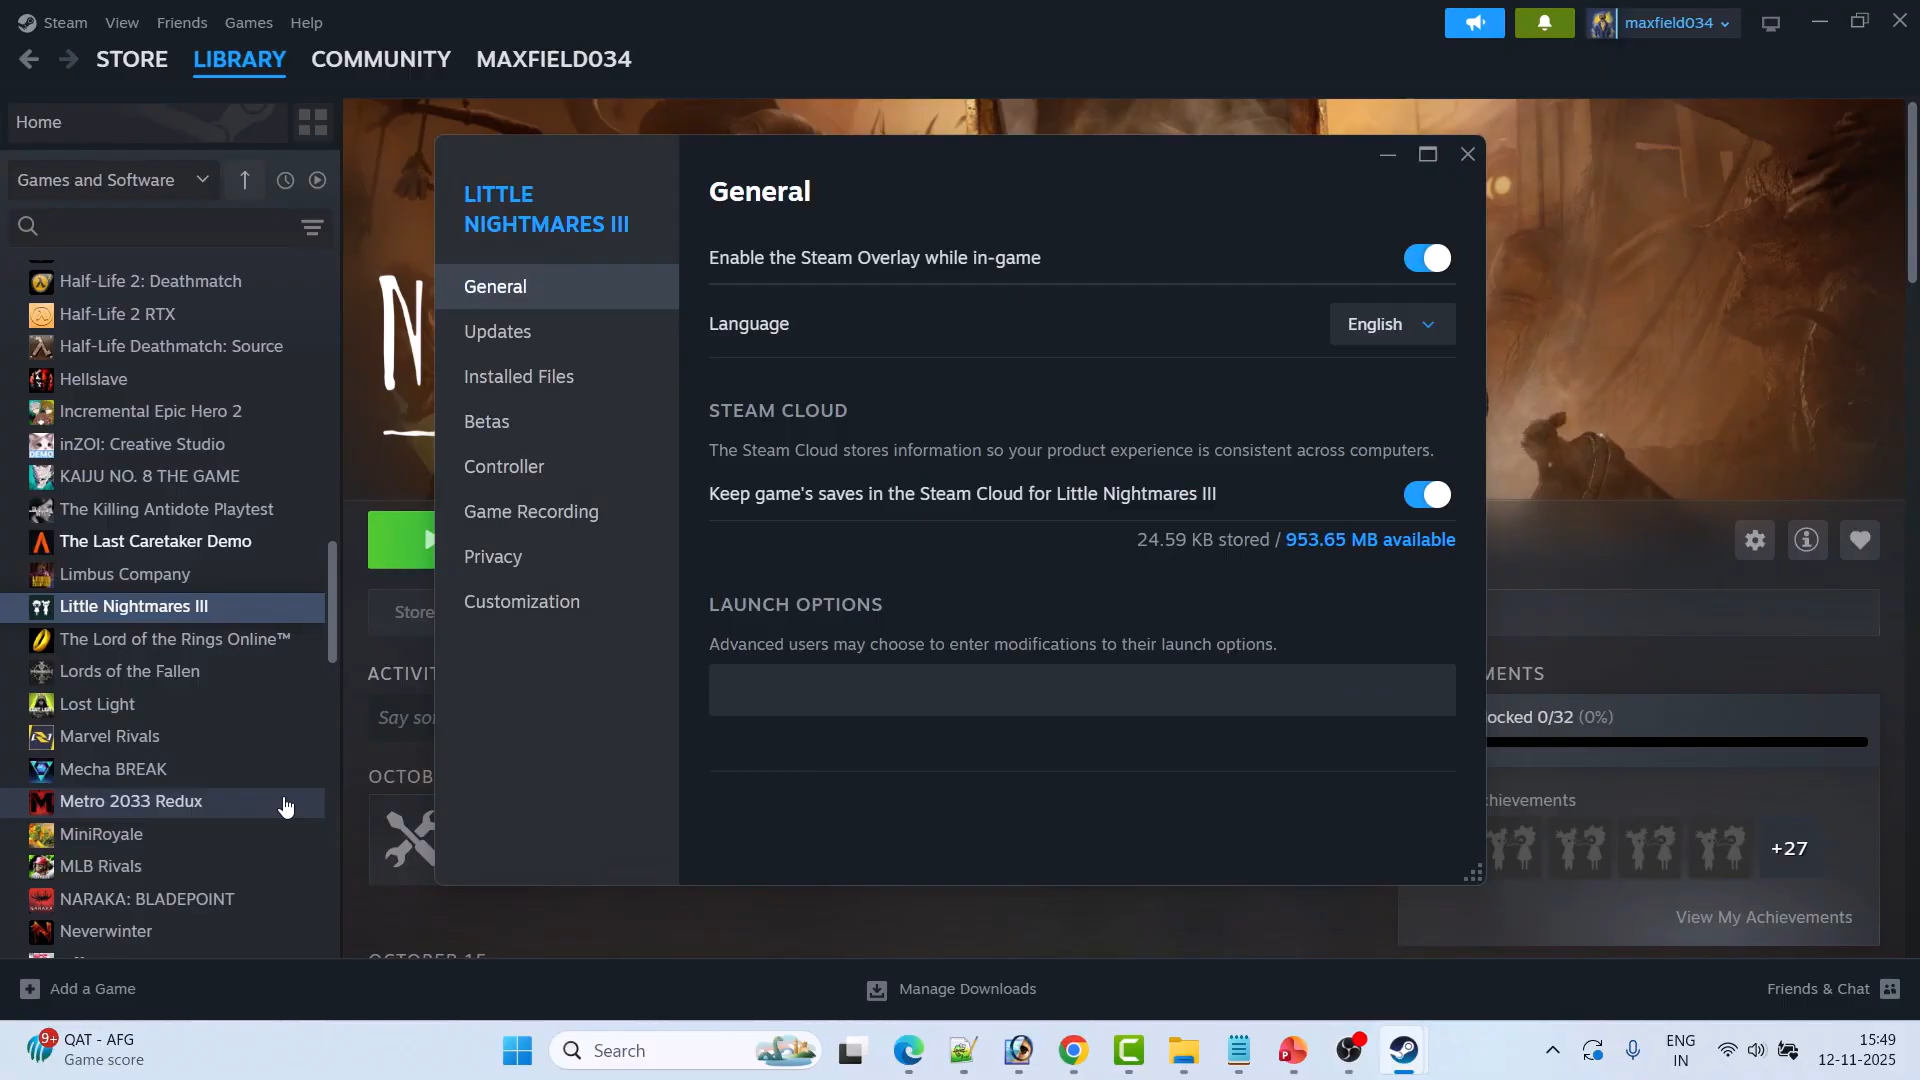 Steam View Friends Games Help
maxfield034
STORE LIBRARY COMMUNITY MAXFIELD034
Home
Games and Software
Half-Life 2: Deathmatch
Half-Life 2 RTX
Half-Life Deathmatch: Source
Hellslave
Incremental Epic Hero 2
inZOI: Creative Studio
KAIJU NO. 8 THE GAME
The Killing Antidote Playtest
The Last Caretaker Demo
Limbus Company
Little Nightmares III
The Lord of the Rings Online™
Lords of the Fallen
Lost Light
Marvel Rivals
Mecha BREAK
Metro 2033 Redux
MiniRoyale
MLB Rivals
NARAKA: BLADEPOINT
Neverwinter
LITTLE
NIGHTMARES III
General
Updates
Installed Files
Betas
Controller
Game Recording
Privacy
Customization
General
Enable the Steam Overlay while in-game
Language
English
STEAM CLOUD
The Steam Cloud stores information so your product experience is consistent across computers.
Keep game's saves in the Steam Cloud for Little Nightmares III
24.59 KB stored / 953.65 MB available
LAUNCH OPTIONS
Advanced users may choose to enter modifications to their launch options.
N
Store
ACTIVIT
Say so
OCTOB
OCTOBER 15
MENTS
ocked 0/32 (0%)
chievements
+27
View My Achievements
Add a Game
Manage Downloads
Friends & Chat
9+
QAT - AFG
Game score
Search
ENG
IN
15:49
12-11-2025